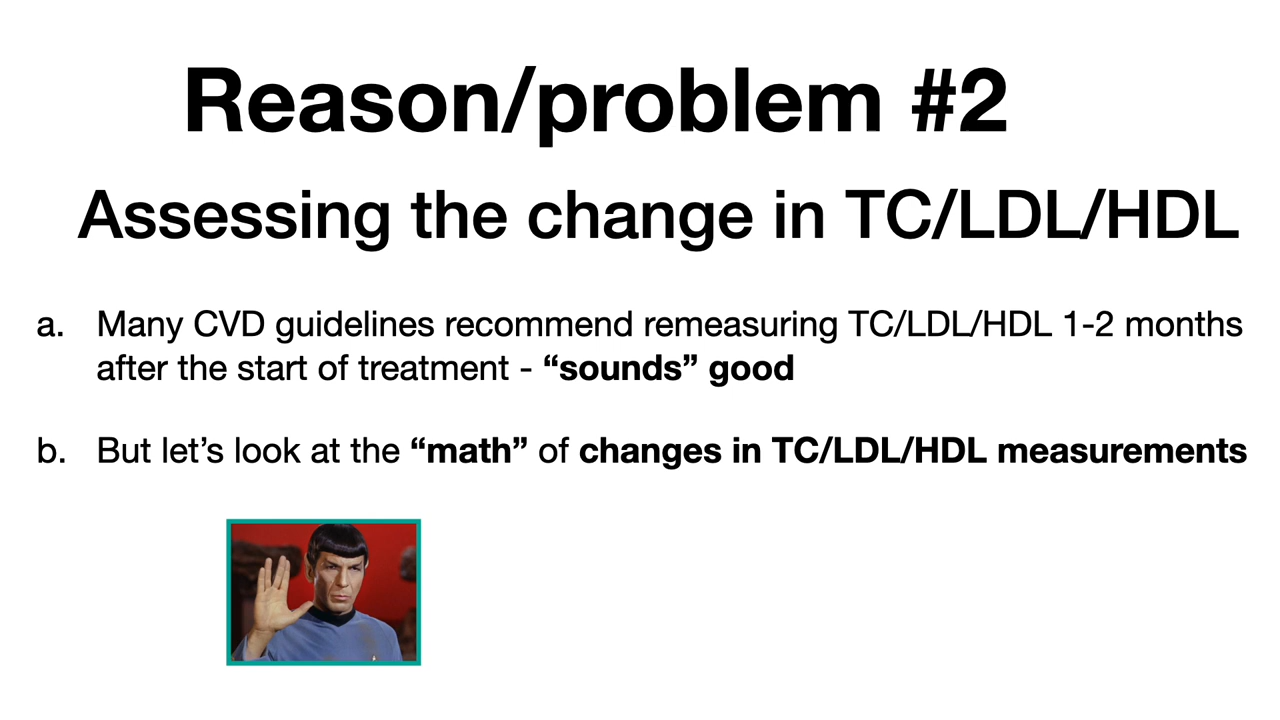 Reason/problem #2
Assessing the change in TC/LDL/HDL
a. Many CVD guidelines recommend remeasuring TC/LDL/HDL 1-2 months
after the start of treatment - “sounds” good
b. But let’s look at the “math” of changes in TC/LDL/HDL measurements